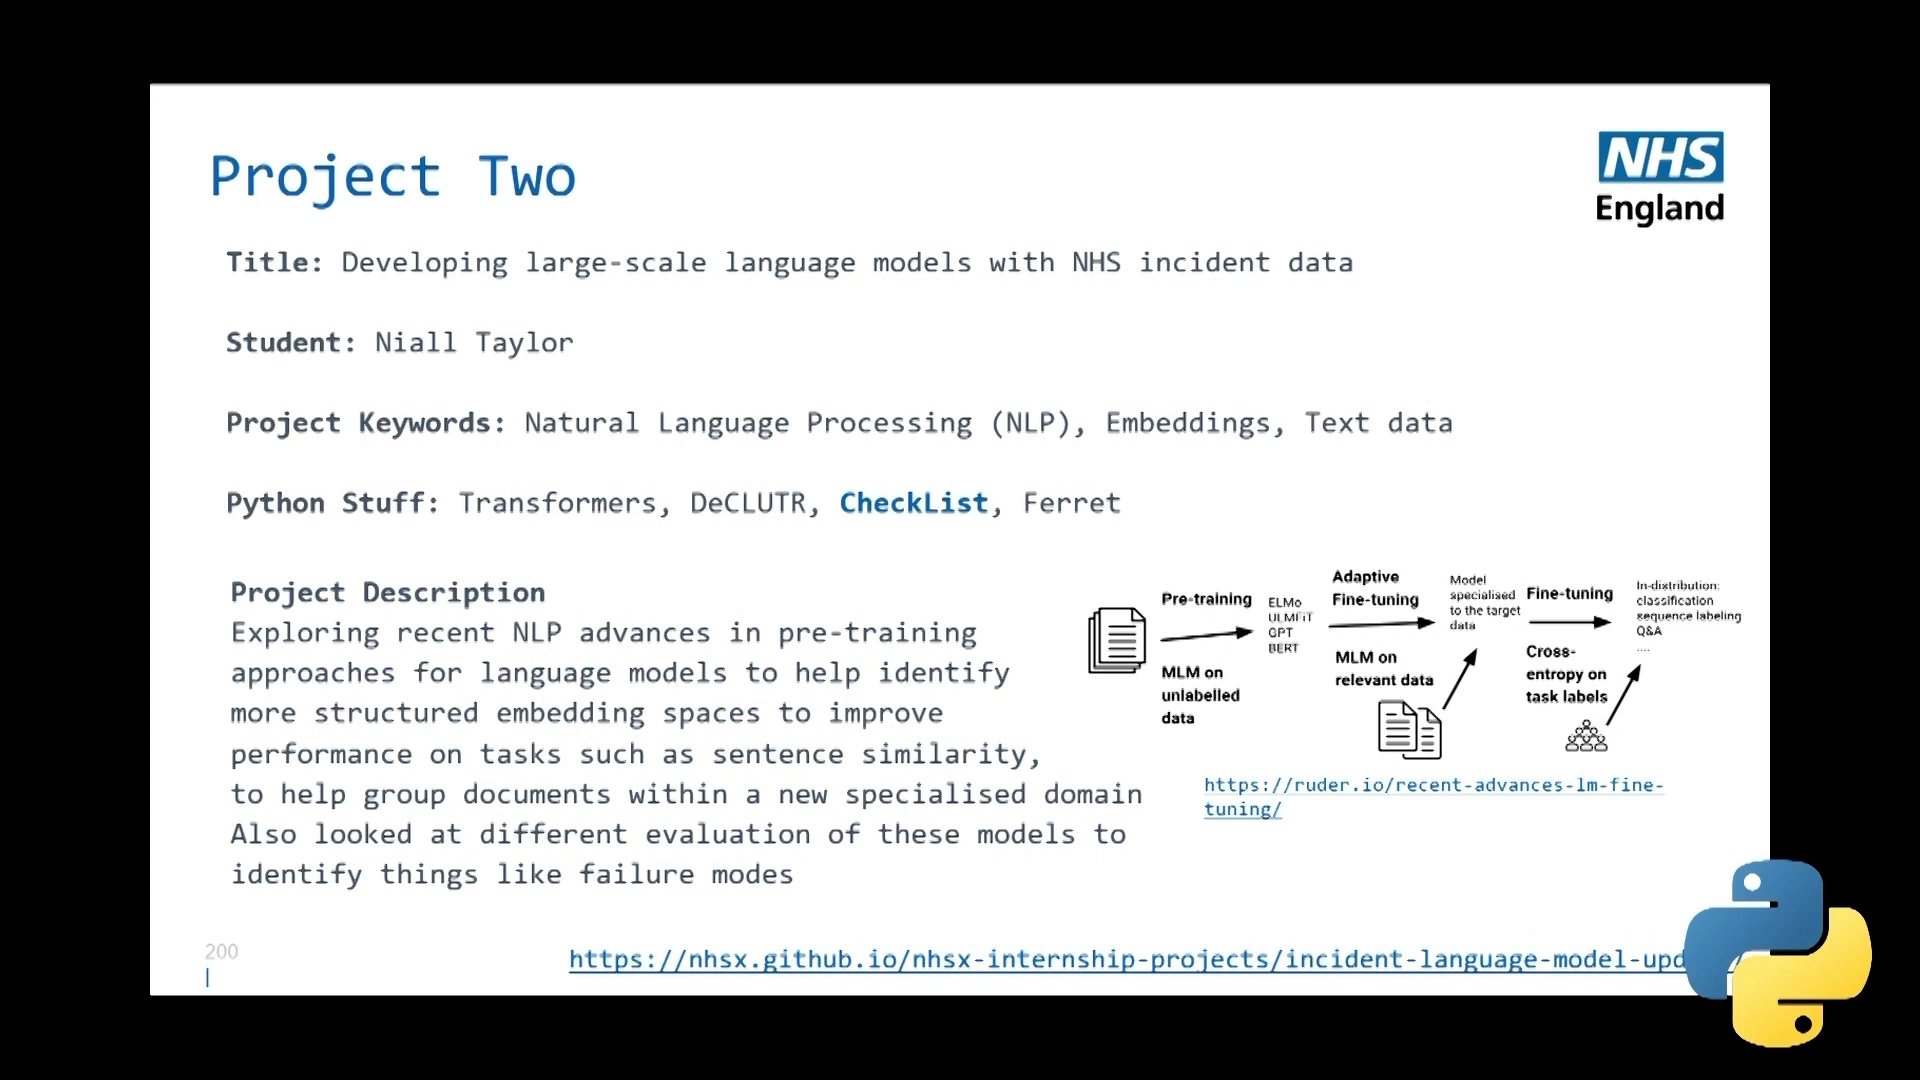 Project Two
NHS
England
Title: Developing large-scale language models with NHS incident data
Student: Niall Taylor
Project Keywords: Natural Language Processing (NLP), Embeddings, Text data
Python Stuff: Transformers, DeCLUTR, CheckList, Ferret
Project Description
Exploring recent NLP advances in pre-training
approaches for language models to help identify
more structured embedding spaces to improve
performance on tasks such as sentence similarity,
to help group documents within a new specialised domain
Also looked at different evaluation of these models to
identify things like failure modes
Pre-training
MLM on
unlabelled
data
ELMo
ULMFiT
GPT
BERT
Adaptive
Fine-tuning
MLM on
relevant data
Model
specialised
to the target
data
Fine-tuning
Cross-
entropy on
task labels
In-distribution:
classification
sequence labeling
Q&A
....
https://ruder.io/recent-advances-lm-fine-
tuning/
200
|
https://nhsx.github.io/nhsx-internship-projects/incident-language-model-upd